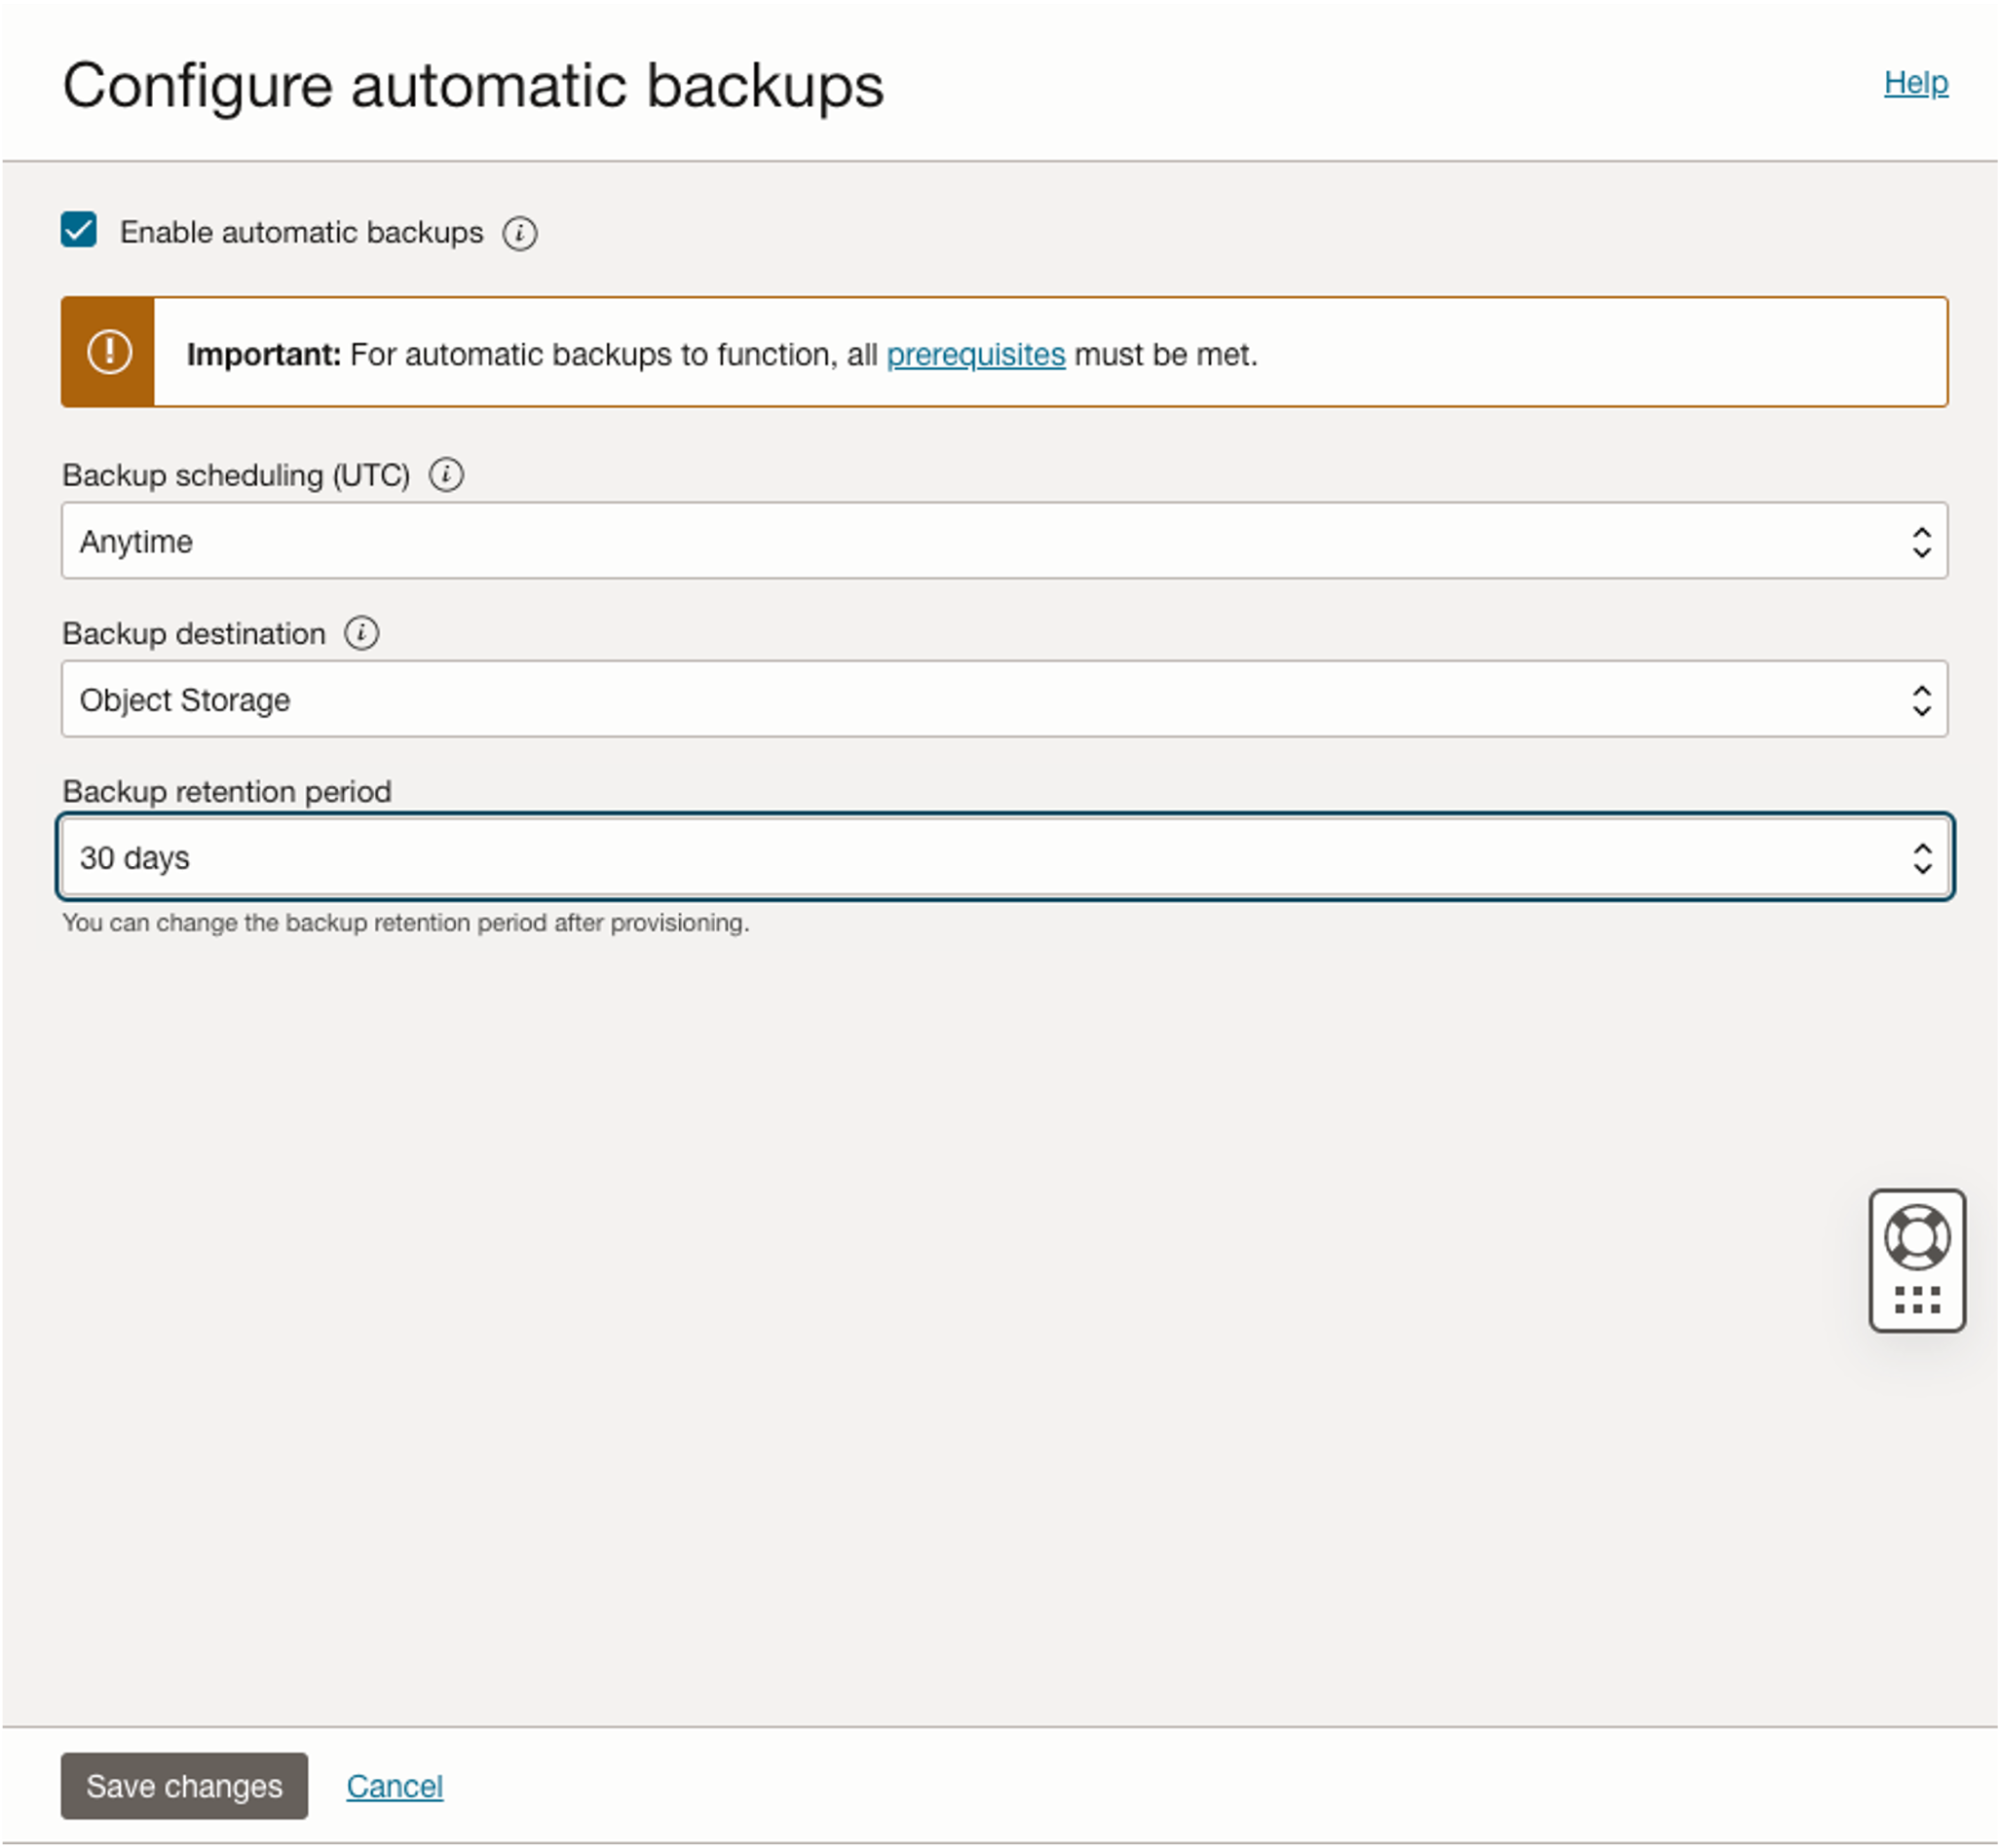 Configure automatic backups
Help
Enable automatic backups
Important: For automatic backups to function, all prerequisites must be met.
Backup scheduling (UTC)
Anytime
Backup destination
Object Storage
Backup retention period
30 days
You can change the backup retention period after provisioning.
Save changes
Cancel